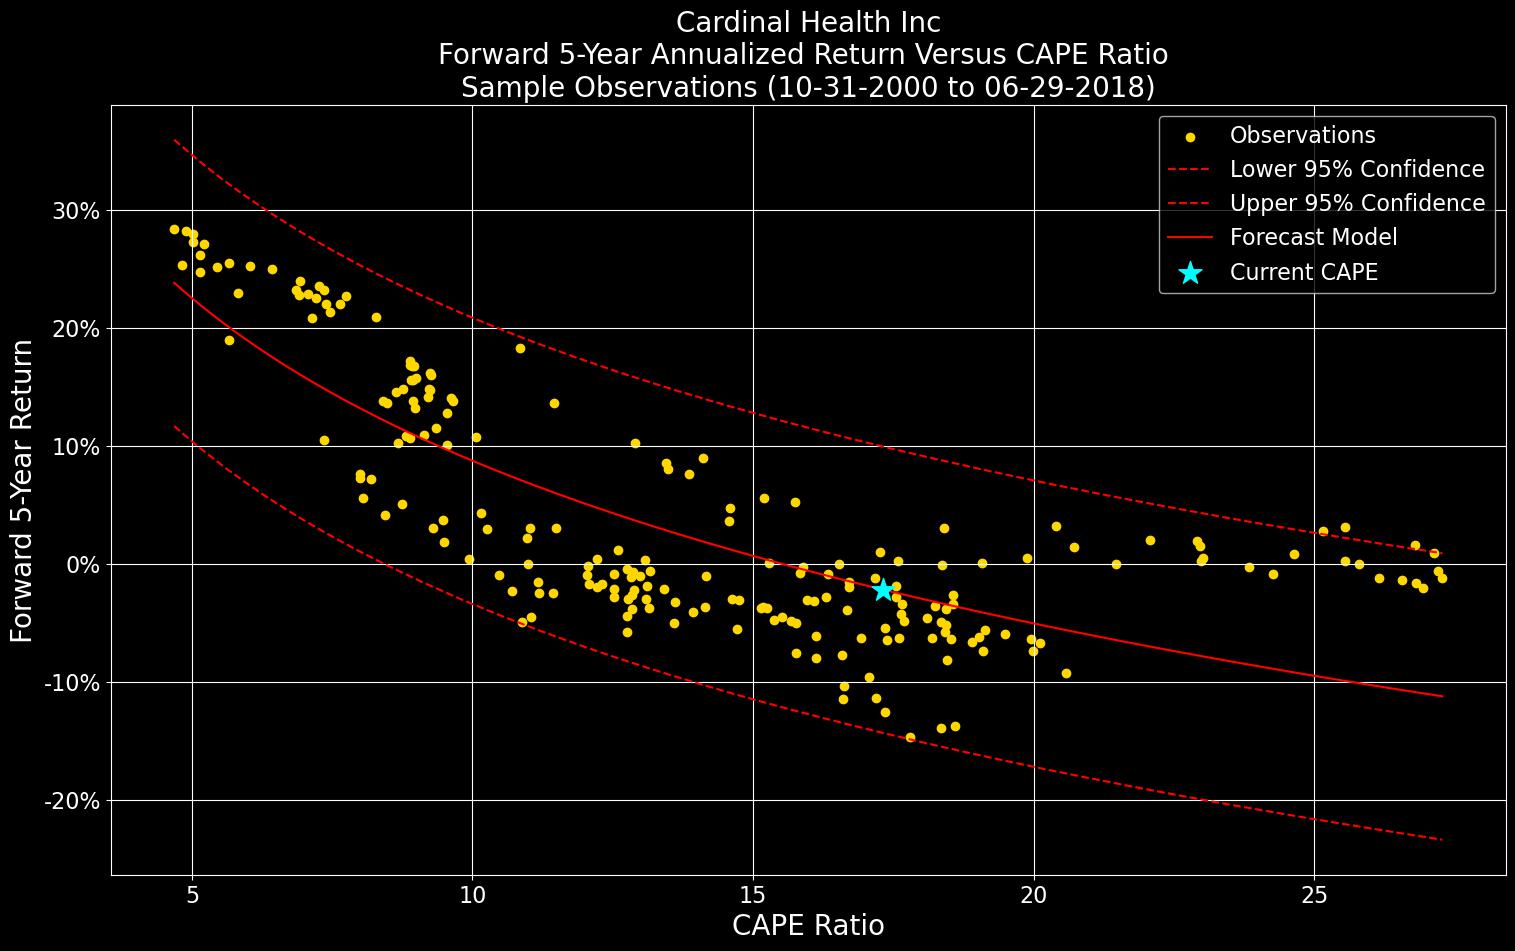 Cardinal Health Inc
Forward 5-Year Annualized Return Versus CAPE Ratio
Sample Observations (10-31-2000 to 06-29-2018)
Observations
Lower 95% Confidence
Upper 95% Confidence
Forecast Model
Current CAPE
Forward 5-Year Return
30%
20%
10%
0%
-10%
-20%
5 10 15 20 25
CAPE Ratio